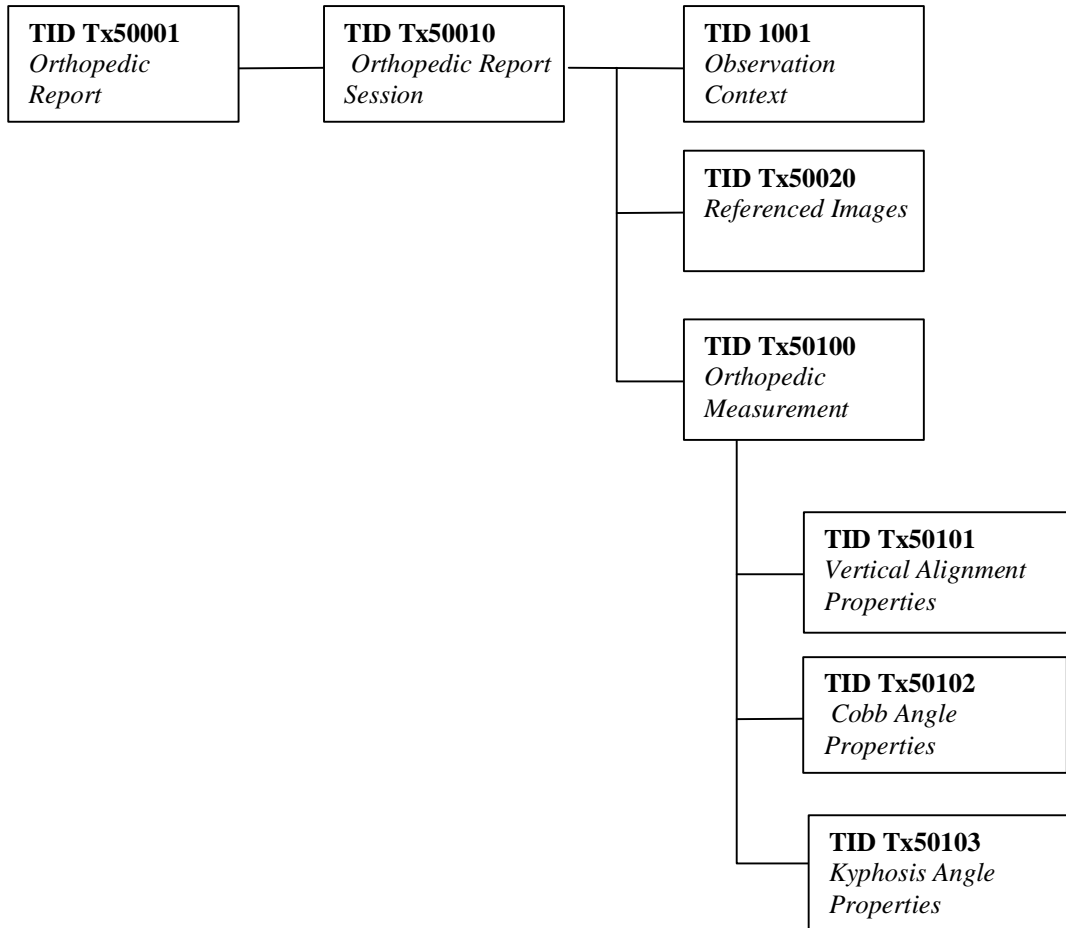 TID Tx50001
Orthopedic
Report
TID Tx50010
Orthopedic Report
Session
TID 1001
Observation
Context
TID Tx50020
Referenced Images
TID Tx50100
Orthopedic
Measurement
TID Tx50101
Vertical Alignment
Properties
TID Tx50102
Cobb Angle
Properties
TID Tx50103
Kyphosis Angle
Properties